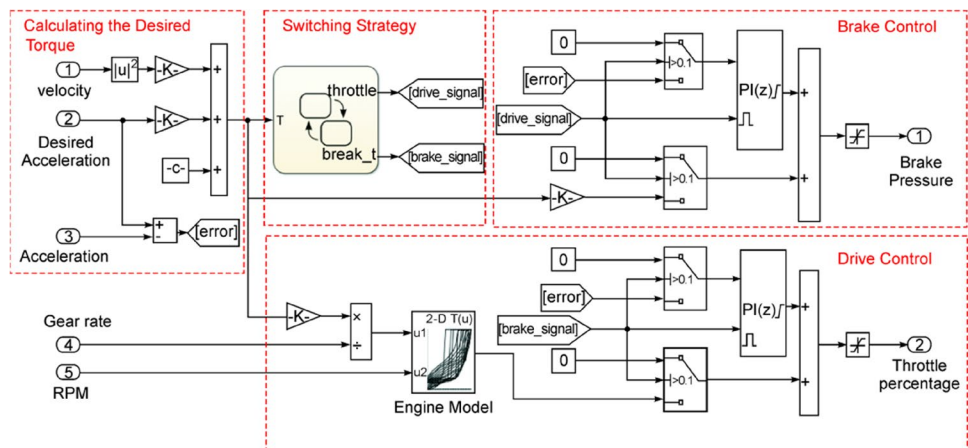 Calculating the Desired
Torque
1
velocity
|u|²
-K-
+
2
Desired
Acceleration
-K-
+
-c-
+
3
Acceleration
+
-
[error]
Switching Strategy
T
throttle
break_t
[drive_signal]
[brake_signal]
Brake Control
0
[error]
>0.1
[drive_signal]
PI(z)
+
0
>0.1
-K-
+
1
Brake
Pressure
Drive Control
Gear rate
4
5
RPM
-K-
×
÷
2-D T(u)
u1
u2
Engine Model
0
[error]
>0.1
[brake_signal]
PI(z)
+
0
>0.1
+
2
Throttle
percentage